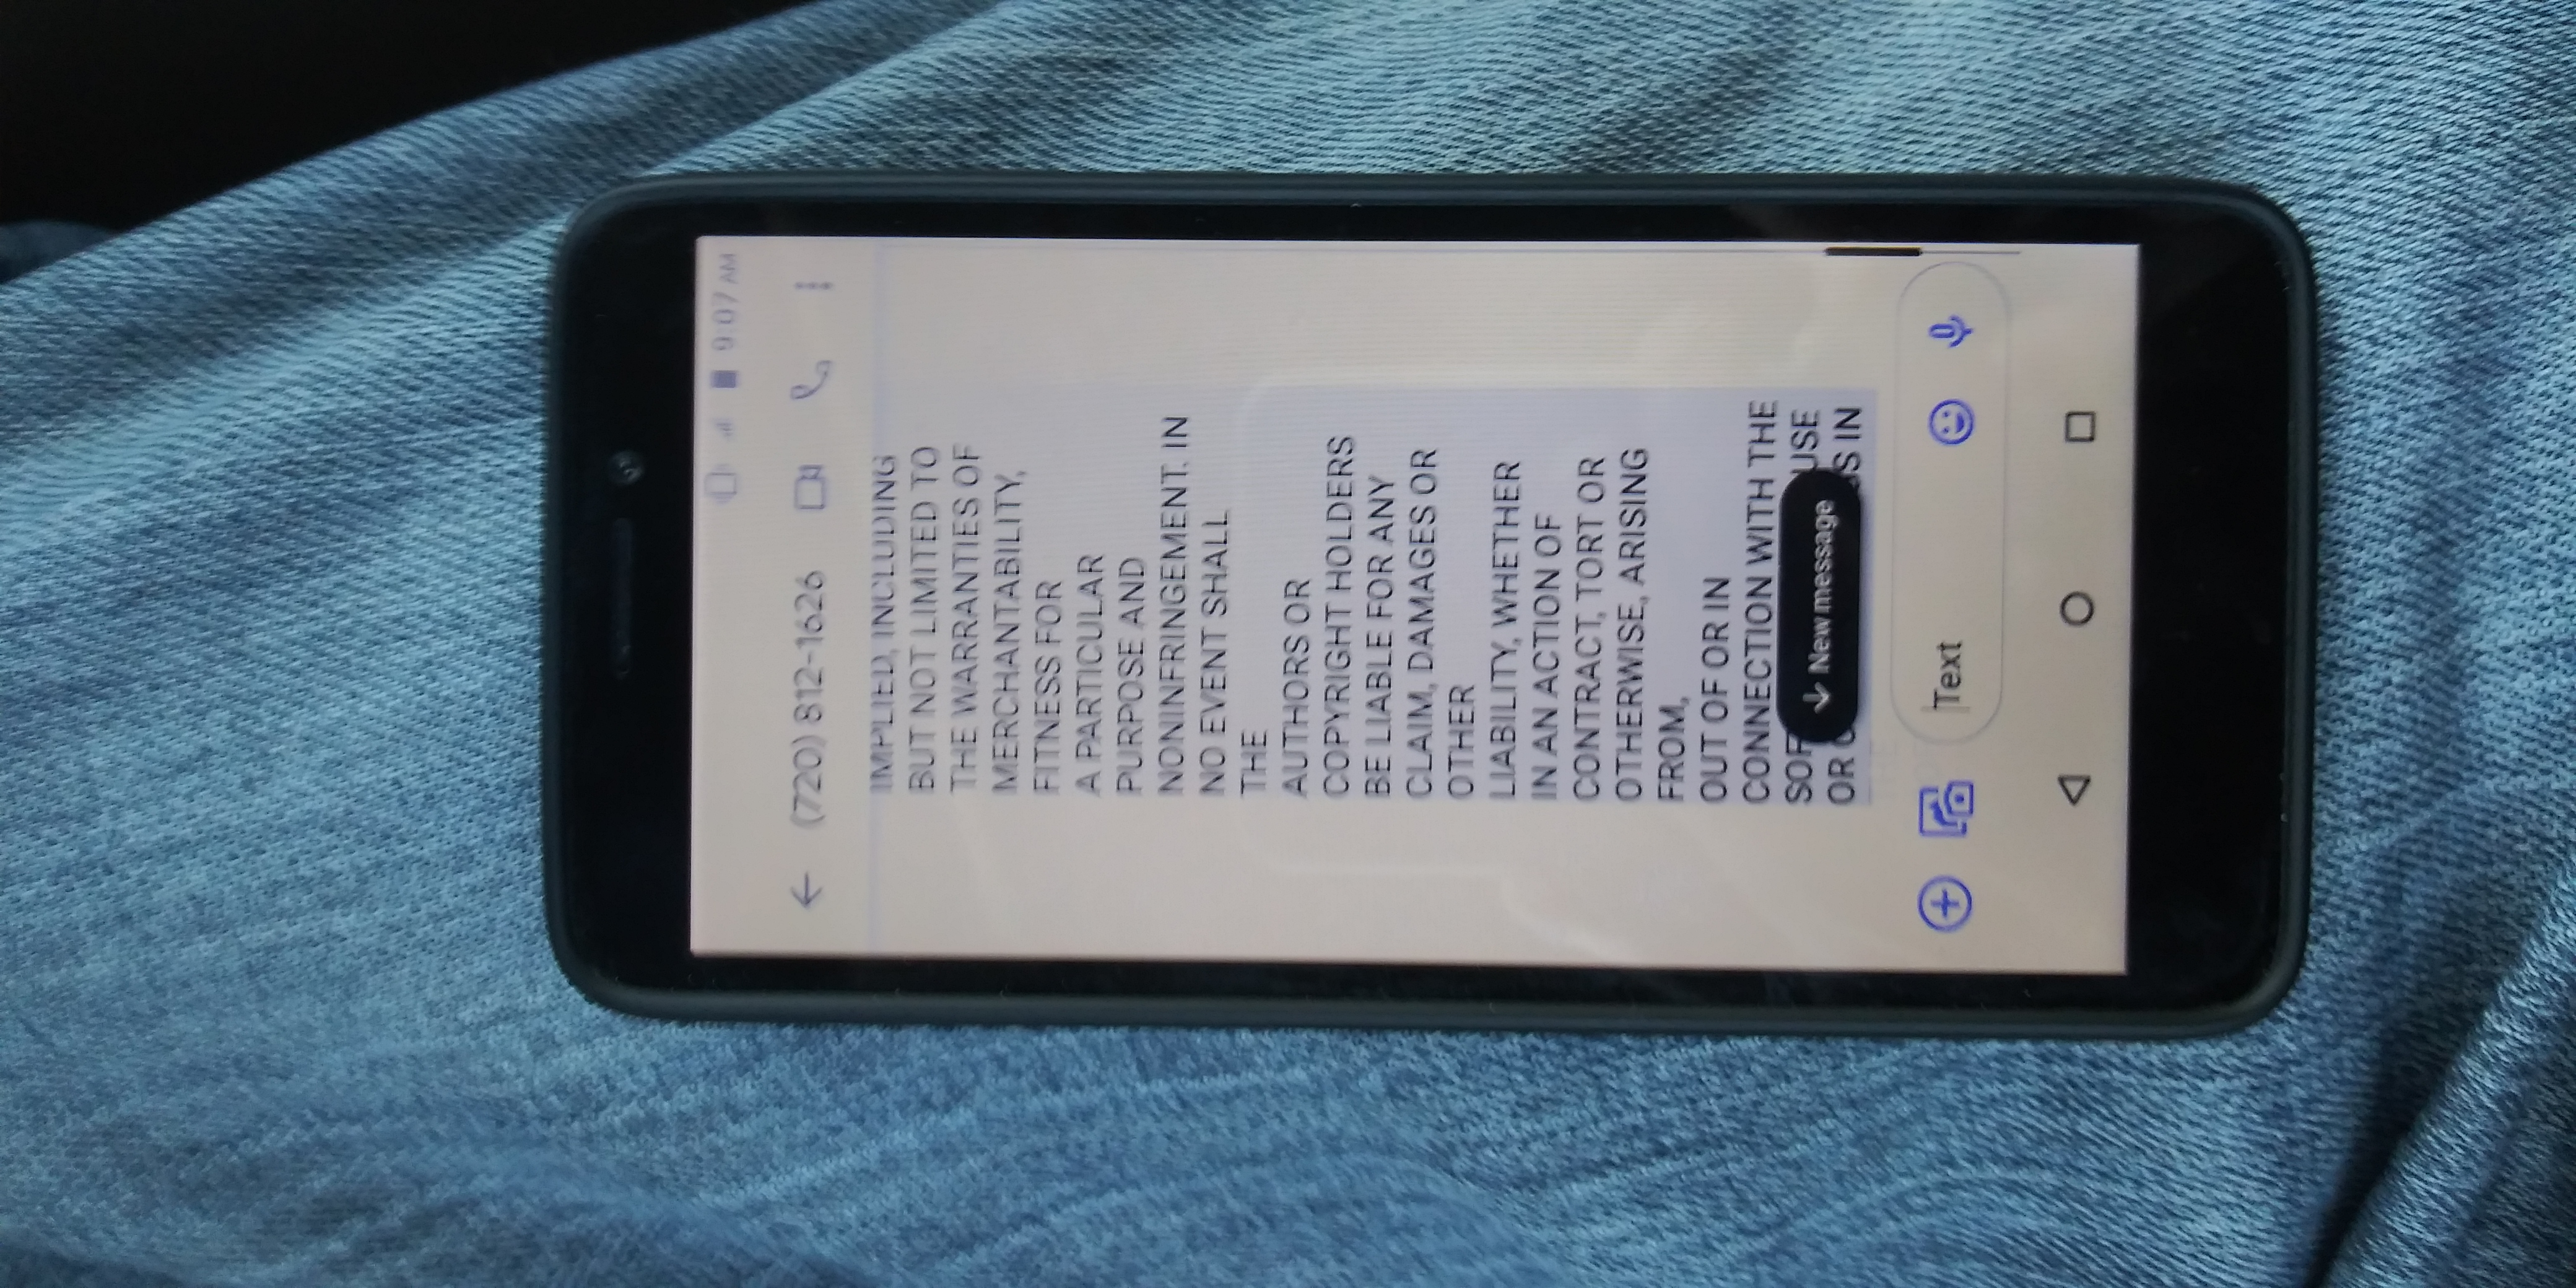 9:07 AM
(720) 812-1626
IMPLIED, INCLUDING
BUT NOT LIMITED TO
THE WARRANTIES OF
MERCHANTABILITY,
FITNESS FOR
A PARTICULAR
PURPOSE AND
NONINFRINGEMENT. IN
NO EVENT SHALL
THE
AUTHORS OR
COPYRIGHT HOLDERS
BE LIABLE FOR ANY
CLAIM, DAMAGES OR
OTHER
LIABILITY, WHETHER
IN AN ACTION OF
CONTRACT, TORT OR
OTHERWISE, ARISING
FROM,
OUT OF OR IN
CONNECTION WITH THE
USE
OR IN
New message
Text